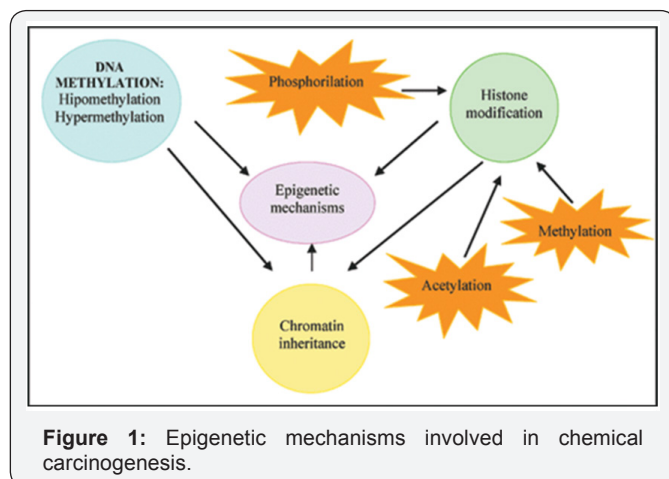 DNA
METHYLATION:
Hipomethylation
Hypermethylation
Phosphorilation
Histone
modification
Epigenetic
mechanisms
Methylation
Acetylation
Chromatin
inheritance
Figure 1: Epigenetic mechanisms involved in chemical
carcinogenesis.